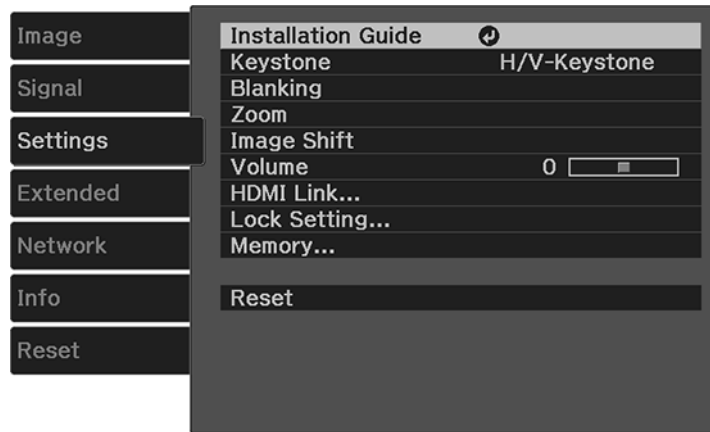 Image
Signal
Settings
Extended
Network
Info
Reset
Installation Guide
Keystone H/V-Keystone
Blanking
Zoom
Image Shift
Volume 0
HDMI Link...
Lock Setting...
Memory...
Reset